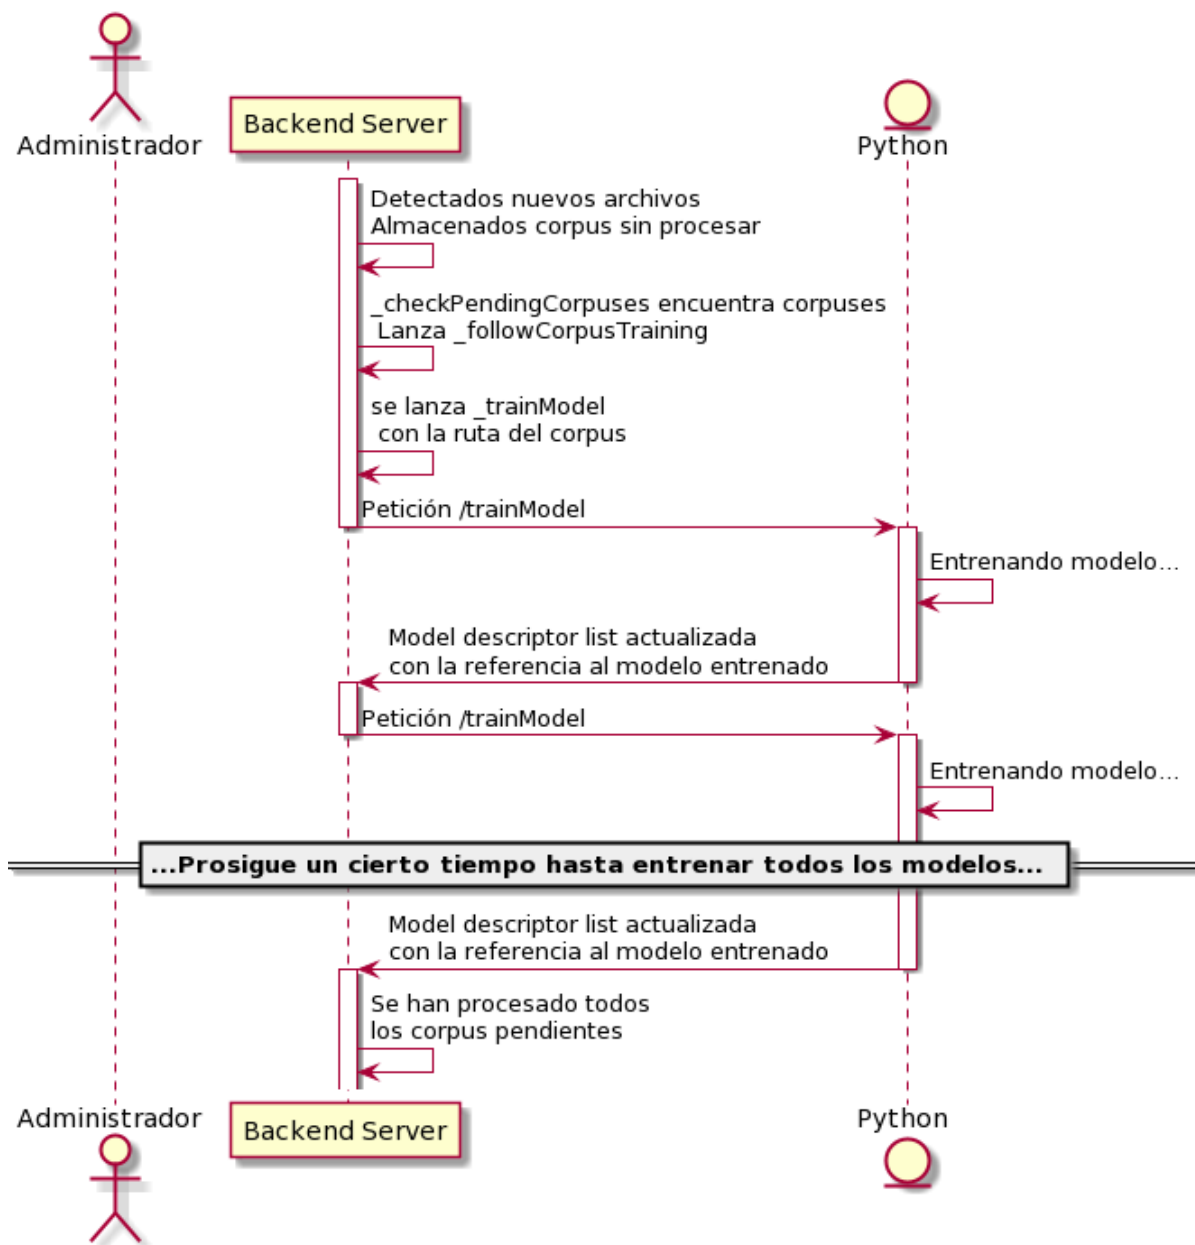 Administrador
Backend Server
Python
Detectados nuevos archivos
Almacenados corpus sin procesar
_checkPendingCorpuses encuentra corpuses
Lanza _followCorpusTraining
se lanza _trainModel
con la ruta del corpus
Petición /trainModel
Entrenando modelo...
Model descriptor list actualizada
con la referencia al modelo entrenado
Petición /trainModel
Entrenando modelo...
...Prosigue un cierto tiempo hasta entrenar todos los modelos...
Model descriptor list actualizada
con la referencia al modelo entrenado
Se han procesado todos
los corpus pendientes
Administrador
Backend Server
Python